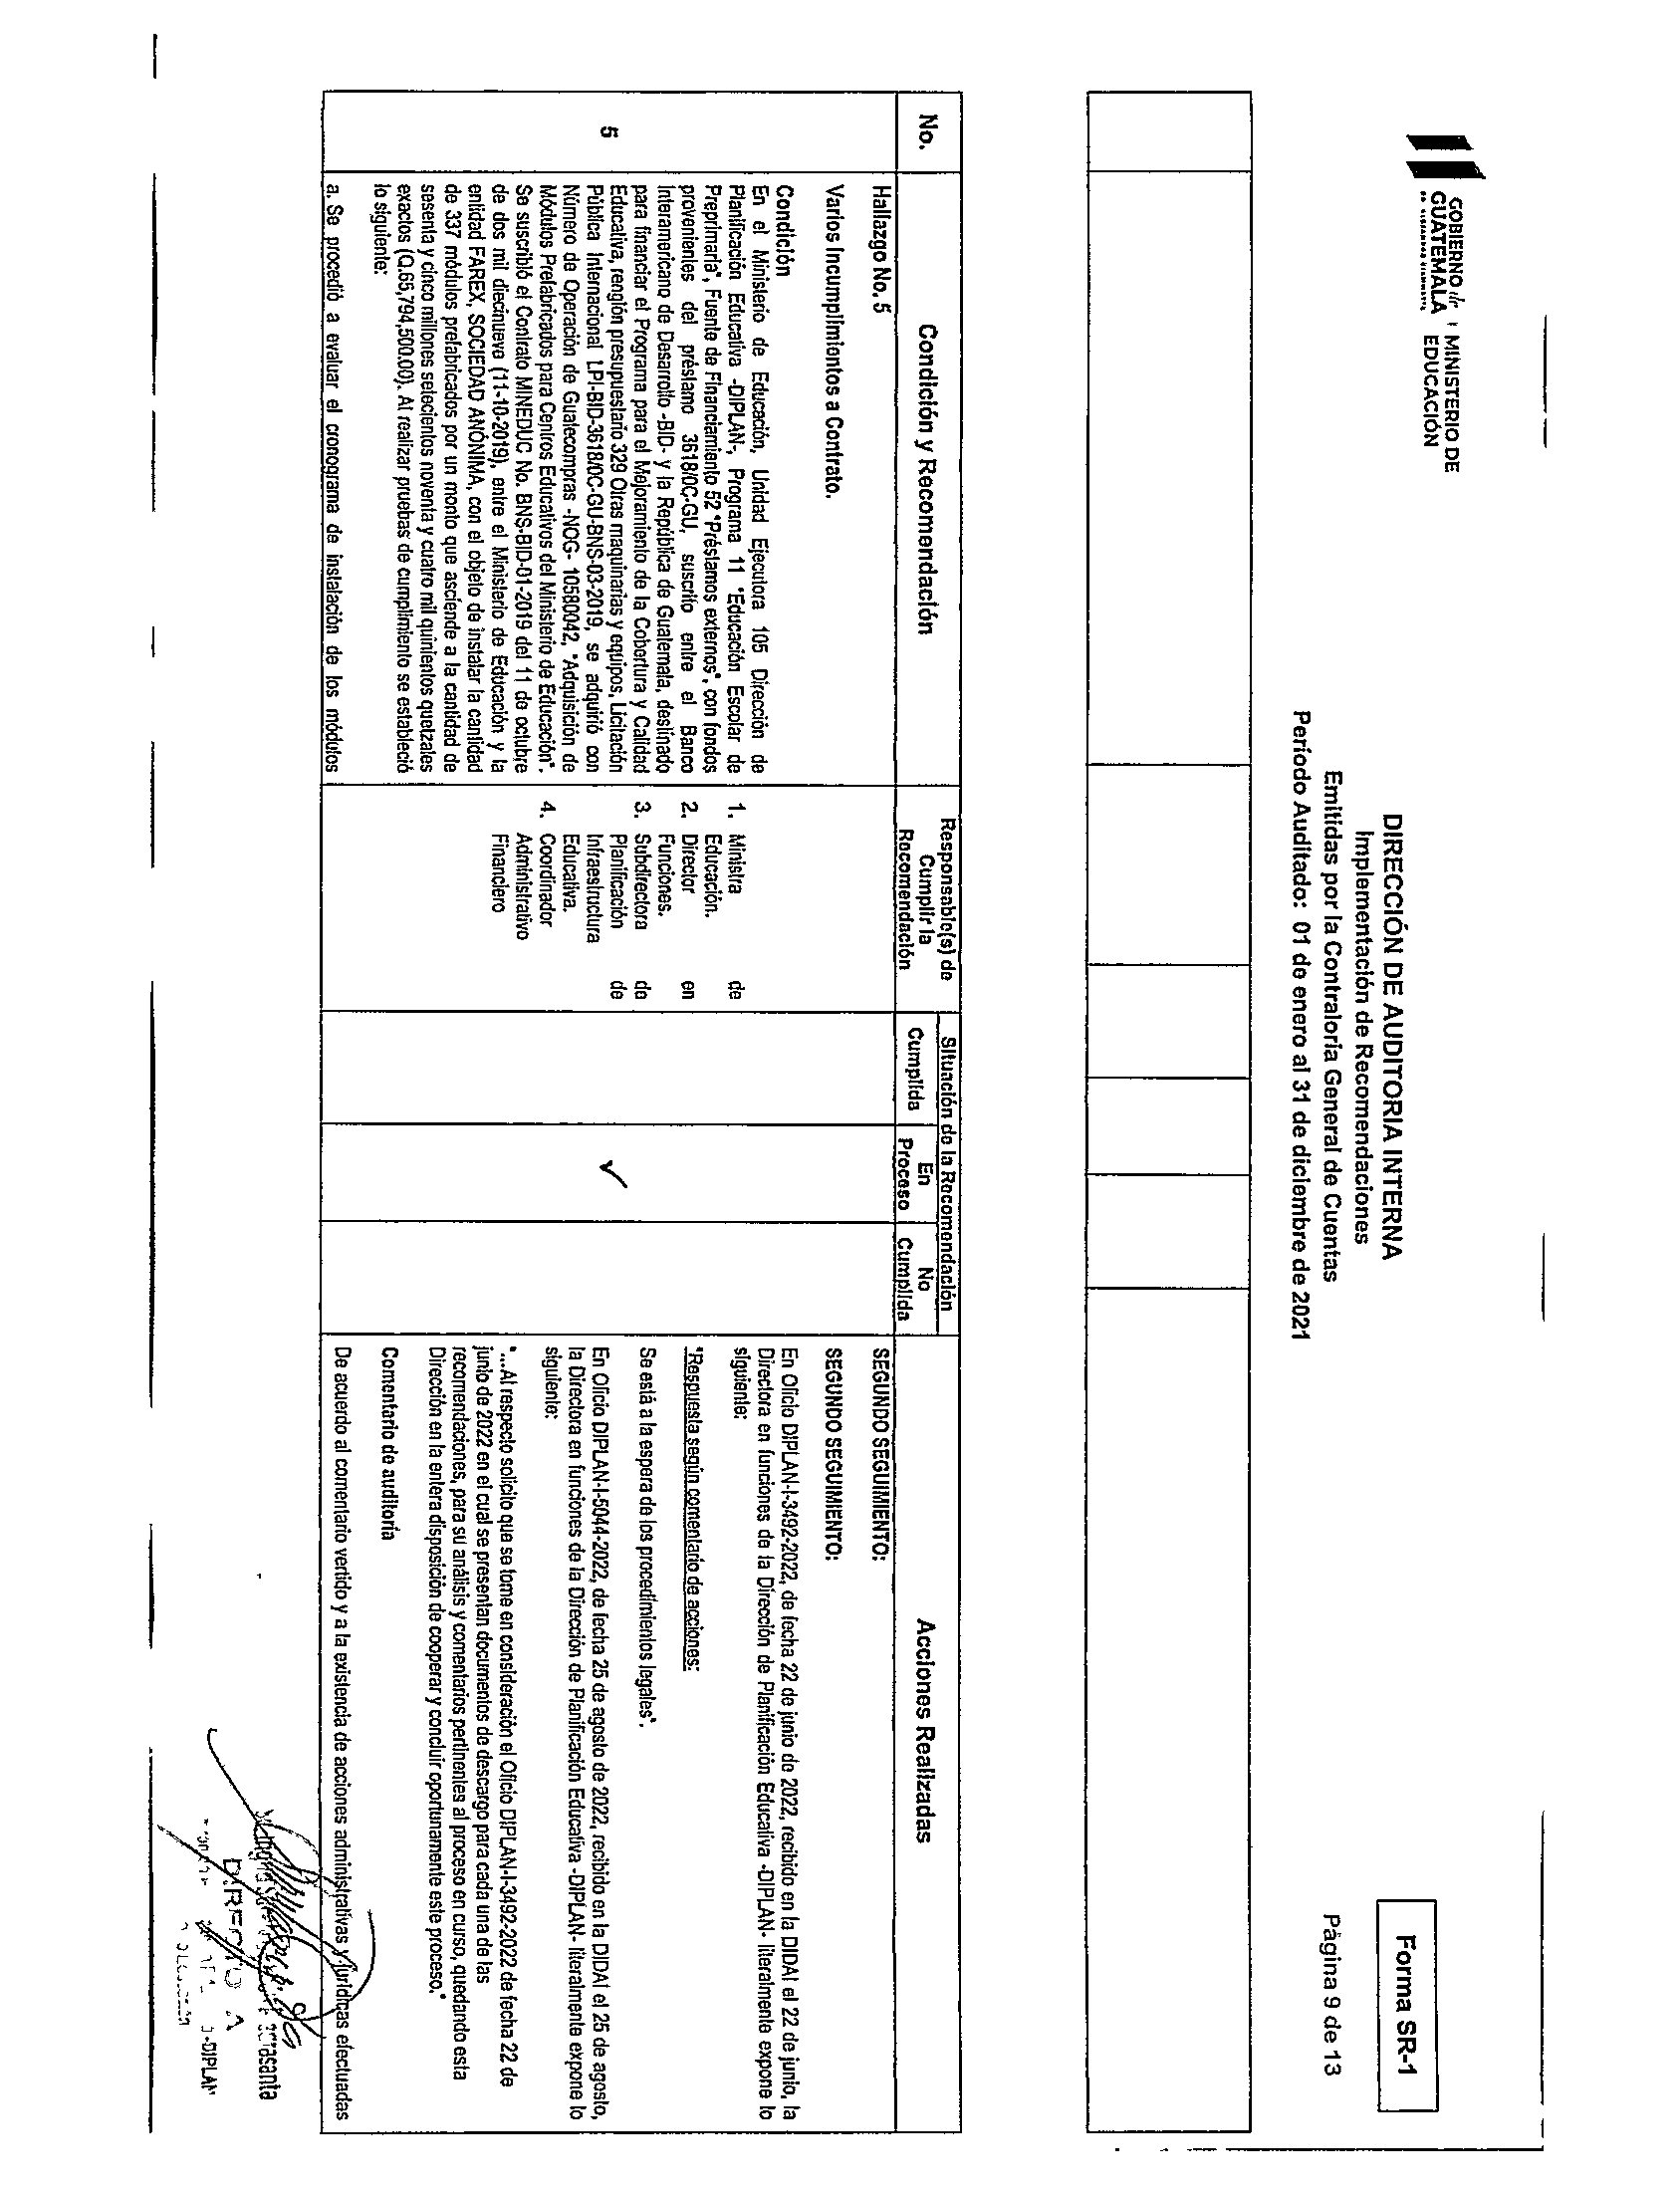 GOBIERNO de
GUATEMALA
MINISTERIO DE
EDUCACIÓN
DIRECCIÓN DE AUDITORIA INTERNA
Implementación de Recomendaciones
Emitidas por la Contraloría General de Cuentas
Período Auditado: 01 de enero al 31 de diciembre de 2021
Forma SR-1
Página 9 de 13
No.
Condición y Recomendación
Responsable(s) de
Cumplir la
Recomendación
Situación de la Recomendación
Cumplida
En
Proceso
No
Cumplida
Acciones Realizadas
5
Hallazgo No. 5
Varios Incumplimientos a Contrato.
Condición
En el Ministerio de Educación, Unidad Ejecutora 105 Dirección de
Planificación Educativa -DIPLAN-, Programa 11 "Educación Escolar de
Preprimaria", Fuente de Financiamiento 52 "Préstamos externos", con fondos
provenientes del préstamo 3618/OC-GU, suscrito entre el Banco
Interamericano de Desarrollo -BID- y la República de Guatemala, destinado
para financiar el Programa para el Mejoramiento de la Cobertura y Calidad
Educativa, renglón presupuestario 329 Otras maquinarias y equipos, Licitación
Pública Internacional LPI-BID-3618/OC-GU-BNS-03-2019, se adquirió con
Número de Operación de Guatecompras -NOG- 10580042, "Adquisición de
Módulos Prefabricados para Centros Educativos del Ministerio de Educación".
Se suscribió el Contrato MINEDUC No. BNS-BID-01-2019 del 11 de octubre
de dos mil diecinueve (11-10-2019), entre el Ministerio de Educación y la
entidad FAREX, SOCIEDAD ANÓNIMA, con el objeto de instalar la cantidad
de 337 módulos prefabricados por un monto que asciende a la cantidad de
sesenta y cinco millones setecientos noventa y cuatro mil quinientos quetzales
exactos (Q.65,794,500.00). Al realizar pruebas de cumplimiento se estableció
lo siguiente:
a. Se procedió a evaluar el cronograma de instalación de los módulos
1. Ministra de
Educación.
2. Director en
Funciones.
3. Subdirectora de
Planificación de
Infraestructura
Educativa.
4. Coordinador
Administrativo
Financiero
✓
SEGUNDO SEGUIMIENTO:
SEGUNDO SEGUIMIENTO:
En Oficio DIPLAN-I-3492-2022, de fecha 22 de junio de 2022, recibido en la DIDAI el 22 de junio, la
Directora en funciones de la Dirección de Planificación Educativa -DIPLAN- literalmente expone lo
siguiente:
"Respuesta según comentario de acciones:
Se está a la espera de los procedimientos legales".
En Oficio DIPLAN-I-5044-2022, de fecha 25 de agosto de 2022, recibido en la DIDAI el 25 de agosto,
la Directora en funciones de la Dirección de Planificación Educativa -DIPLAN- literalmente expone lo
siguiente:
"...Al respecto solicito que se tome en consideración el Oficio DIPLAN-I-3492-2022 de fecha 22 de
junio de 2022 en el cual se presentan documentos de descargo para cada una de las
recomendaciones, para su análisis y comentarios pertinentes al proceso en curso, quedando esta
Dirección en la entera disposición de cooperar y concluir oportunamente este proceso."
Comentario de auditoría
De acuerdo al comentario vertido y a la existencia de acciones administrativas y jurídicas efectuadas
-DIPLAN